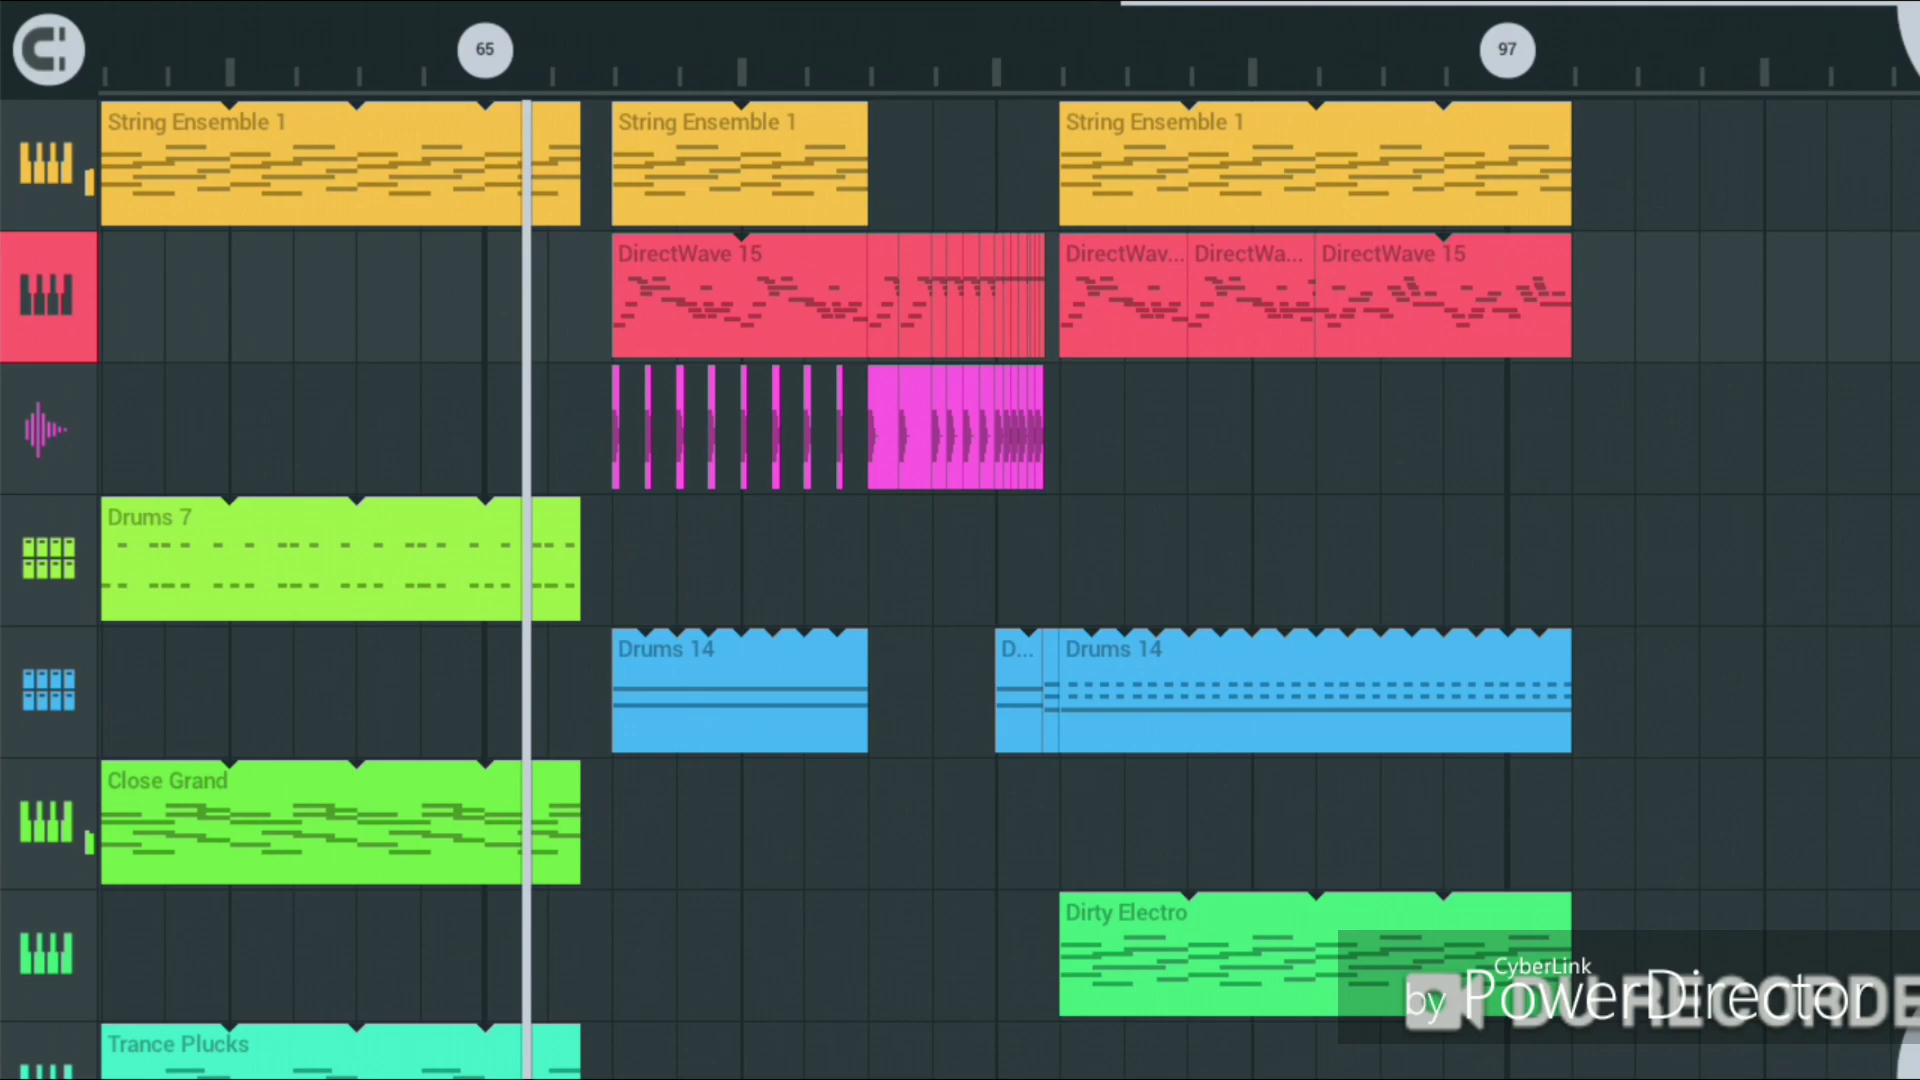 65
97
String Ensemble 1
String Ensemble 1
String Ensemble 1
DirectWave 15
DirectWav...
DirectWa...
DirectWave 15
Drums 7
Drums 14
D...
Drums 14
Close Grand
Dirty Electro
CyberLink
by PowerDirector
Trance Plucks